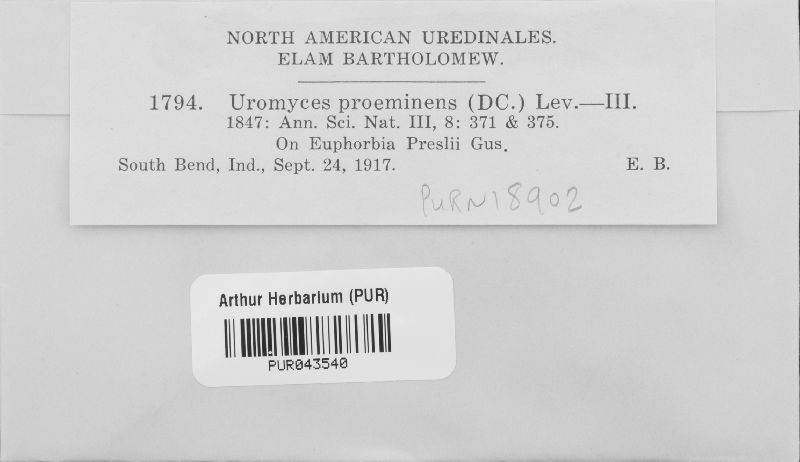 NORTH AMERICAN UREDINALES.
ELAM BARTHOLOMEW.
1794. Uromyces proeminens (DC.) Lev.—III.
1847: Ann. Sci. Nat. III, 8: 371 & 375.
On Euphorbia Preslii Gus.
South Bend, Ind., Sept. 24, 1917. E. B.
PURN18902
Arthur Herbarium (PUR)
PUR043540